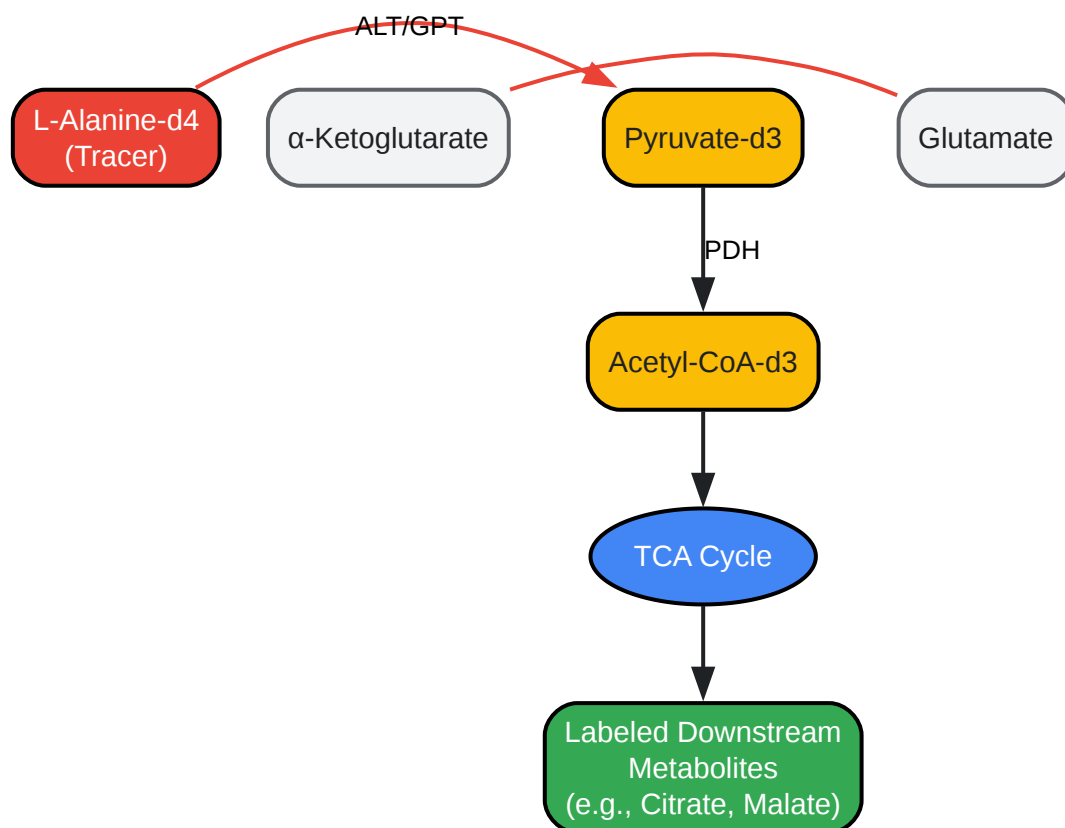 ALT/GPT
L-Alanine-d4
(Tracer)
α-Ketoglutarate
Pyruvate-d3
Glutamate
PDH
Acetyl-CoA-d3
TCA Cycle
Labeled Downstream
Metabolites
(e.g., Citrate, Malate)